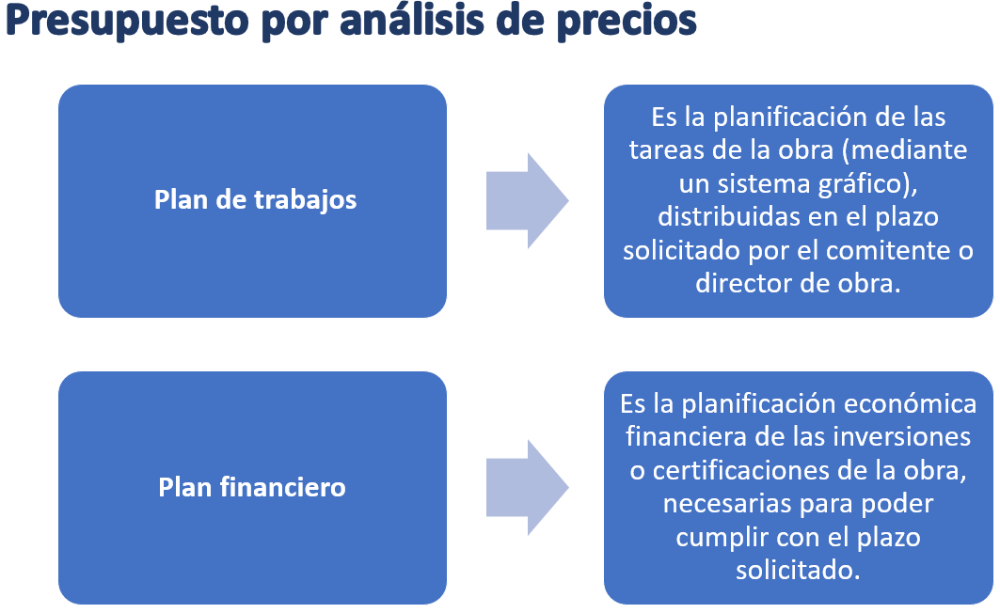 Presupuesto por análisis de precios
Plan de trabajos
Es la planificación de las
tareas de la obra (mediante
un sistema gráfico),
distribuidas en el plazo
solicitado por el comitente o
director de obra.
Plan financiero
Es la planificación económica
financiera de las inversiones
o certificaciones de la obra,
necesarias para poder
cumplir con el plazo
solicitado.